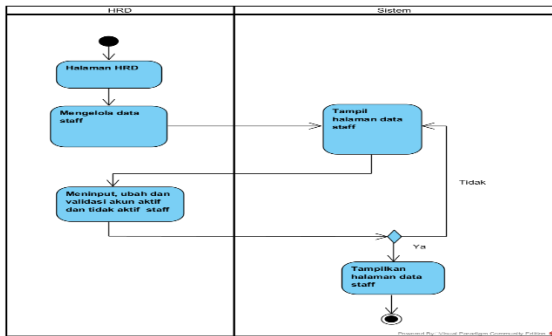 HRD
Sistem
Halaman HRD
Mengelola data
staff
Tampil
halaman data
staff
Tidak
Meninput, ubah dan
validasi akun aktif
dan tidak aktif staff
Ya
Tampilkan
halaman data
staff
Powered By: Visual Paradigm Community Edition